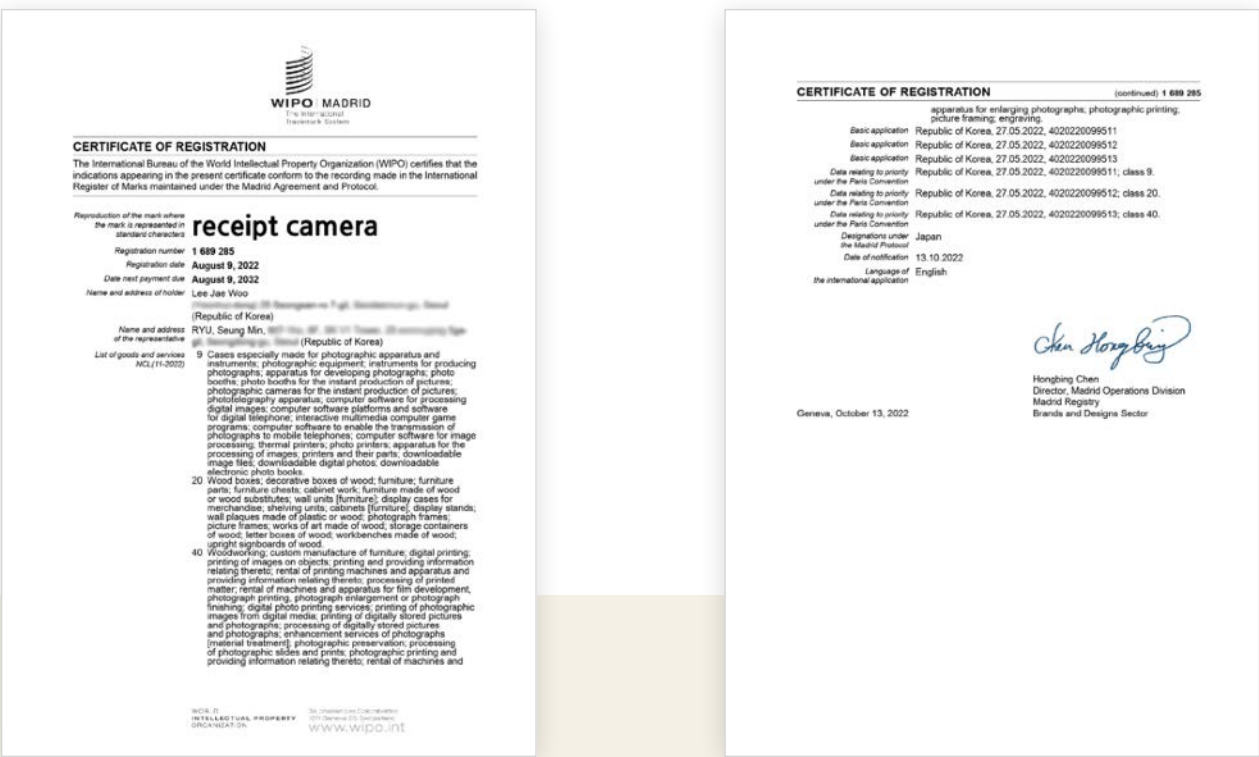 WIPO | MADRID
The International
Trademark System
CERTIFICATE OF REGISTRATION
The International Bureau of the World Intellectual Property Organization (WIPO) certifies that the
indications appearing in the present certificate conform to the recording made in the International
Register of Marks maintained under the Madrid Agreement and Protocol.
Reproduction of the mark where
the mark is represented in
standard characters
receipt camera
Registration number 1 689 285
Registration date August 9, 2022
Date next payment due August 9, 2032
Name and address of holder Lee Jae Woo
(Republic of Korea)
Name and address
of the representative
RYU, Seung Min,
(Republic of Korea)
List of goods and services
NCL(11-2022)
9 Cases especially made for photographic apparatus and
instruments; photographic equipment; instruments for producing
photographs; apparatus for developing photographs; photo
booths; photo booths for the instant production of pictures;
photographic cameras for the instant production of pictures;
phototelegraphy apparatus; computer software for processing
digital images; computer software platforms and software
for digital telephone; interactive multimedia computer game
programs; computer software to enable the transmission of
photographs to mobile telephones; computer software for image
processing; thermal printers; photo printers; apparatus for the
processing of images; printers and their parts; downloadable
image files; downloadable digital photos; downloadable
electronic photo books.
20 Wood boxes; decorative boxes of wood; furniture; furniture
parts; furniture chests; cabinet work; furniture made of wood
or wood substitutes; wall units [furniture]; display cases for
merchandise; shelving units; cabinets [furniture]; display stands;
wall plaques made of plastic or wood; photograph frames;
picture frames; works of art made of wood; storage containers
of wood; letter boxes of wood; workbenches made of wood;
upright signboards of wood.
40 Woodworking; custom manufacture of furniture; digital printing;
printing of images on objects; printing and providing information
relating thereto; rental of printing machines and apparatus and
providing information relating thereto; processing of printed
matter; rental of machines and apparatus for film development,
photograph printing, photograph enlargement or photograph
finishing; digital photo printing services; printing of photographic
images from digital media; printing of digitally stored pictures
and photographs; processing of digitally stored pictures
and photographs; enhancement services of photographs
[material treatment]; photographic preservation; processing
of photographic slides and prints; photographic printing and
providing information relating thereto; rental of machines and
WORLD
INTELLECTUAL PROPERTY
ORGANIZATION
www.wipo.int
CERTIFICATE OF REGISTRATION (continued) 1 689 285
apparatus for enlarging photographs; photographic printing;
picture framing; engraving.
Basic application Republic of Korea, 27.05.2022, 4020220099511
Basic application Republic of Korea, 27.05.2022, 4020220099512
Basic application Republic of Korea, 27.05.2022, 4020220099513
Data relating to priority
under the Paris Convention
Republic of Korea, 27.05.2022, 4020220099511; class 9.
Data relating to priority
under the Paris Convention
Republic of Korea, 27.05.2022, 4020220099512; class 20.
Data relating to priority
under the Paris Convention
Republic of Korea, 27.05.2022, 4020220099513; class 40.
Designations under
the Madrid Protocol
Japan
Date of notification 13.10.2022
Language of
the international application
English
Chen Hongbing
Hongbing Chen
Director, Madrid Operations Division
Madrid Registry
Brands and Designs Sector
Geneva, October 13, 2022